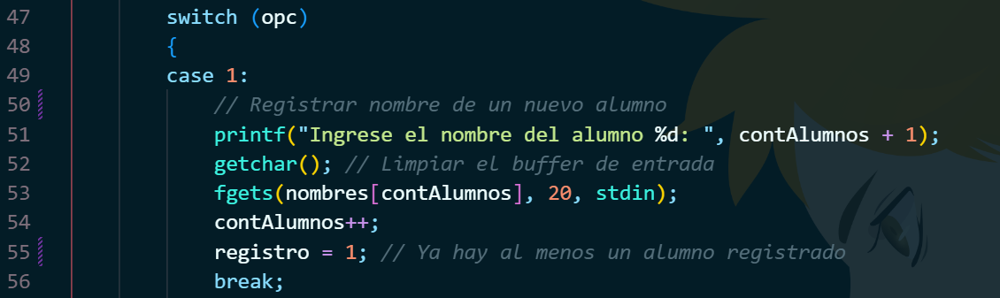 47 switch (opc)
48 {
49 case 1:
50 // Registrar nombre de un nuevo alumno
51 printf("Ingrese el nombre del alumno %d: ", contAlumnos + 1);
52 getchar(); // Limpiar el buffer de entrada
53 fgets(nombres[contAlumnos], 20, stdin);
54 contAlumnos++;
55 registro = 1; // Ya hay al menos un alumno registrado
56 break;